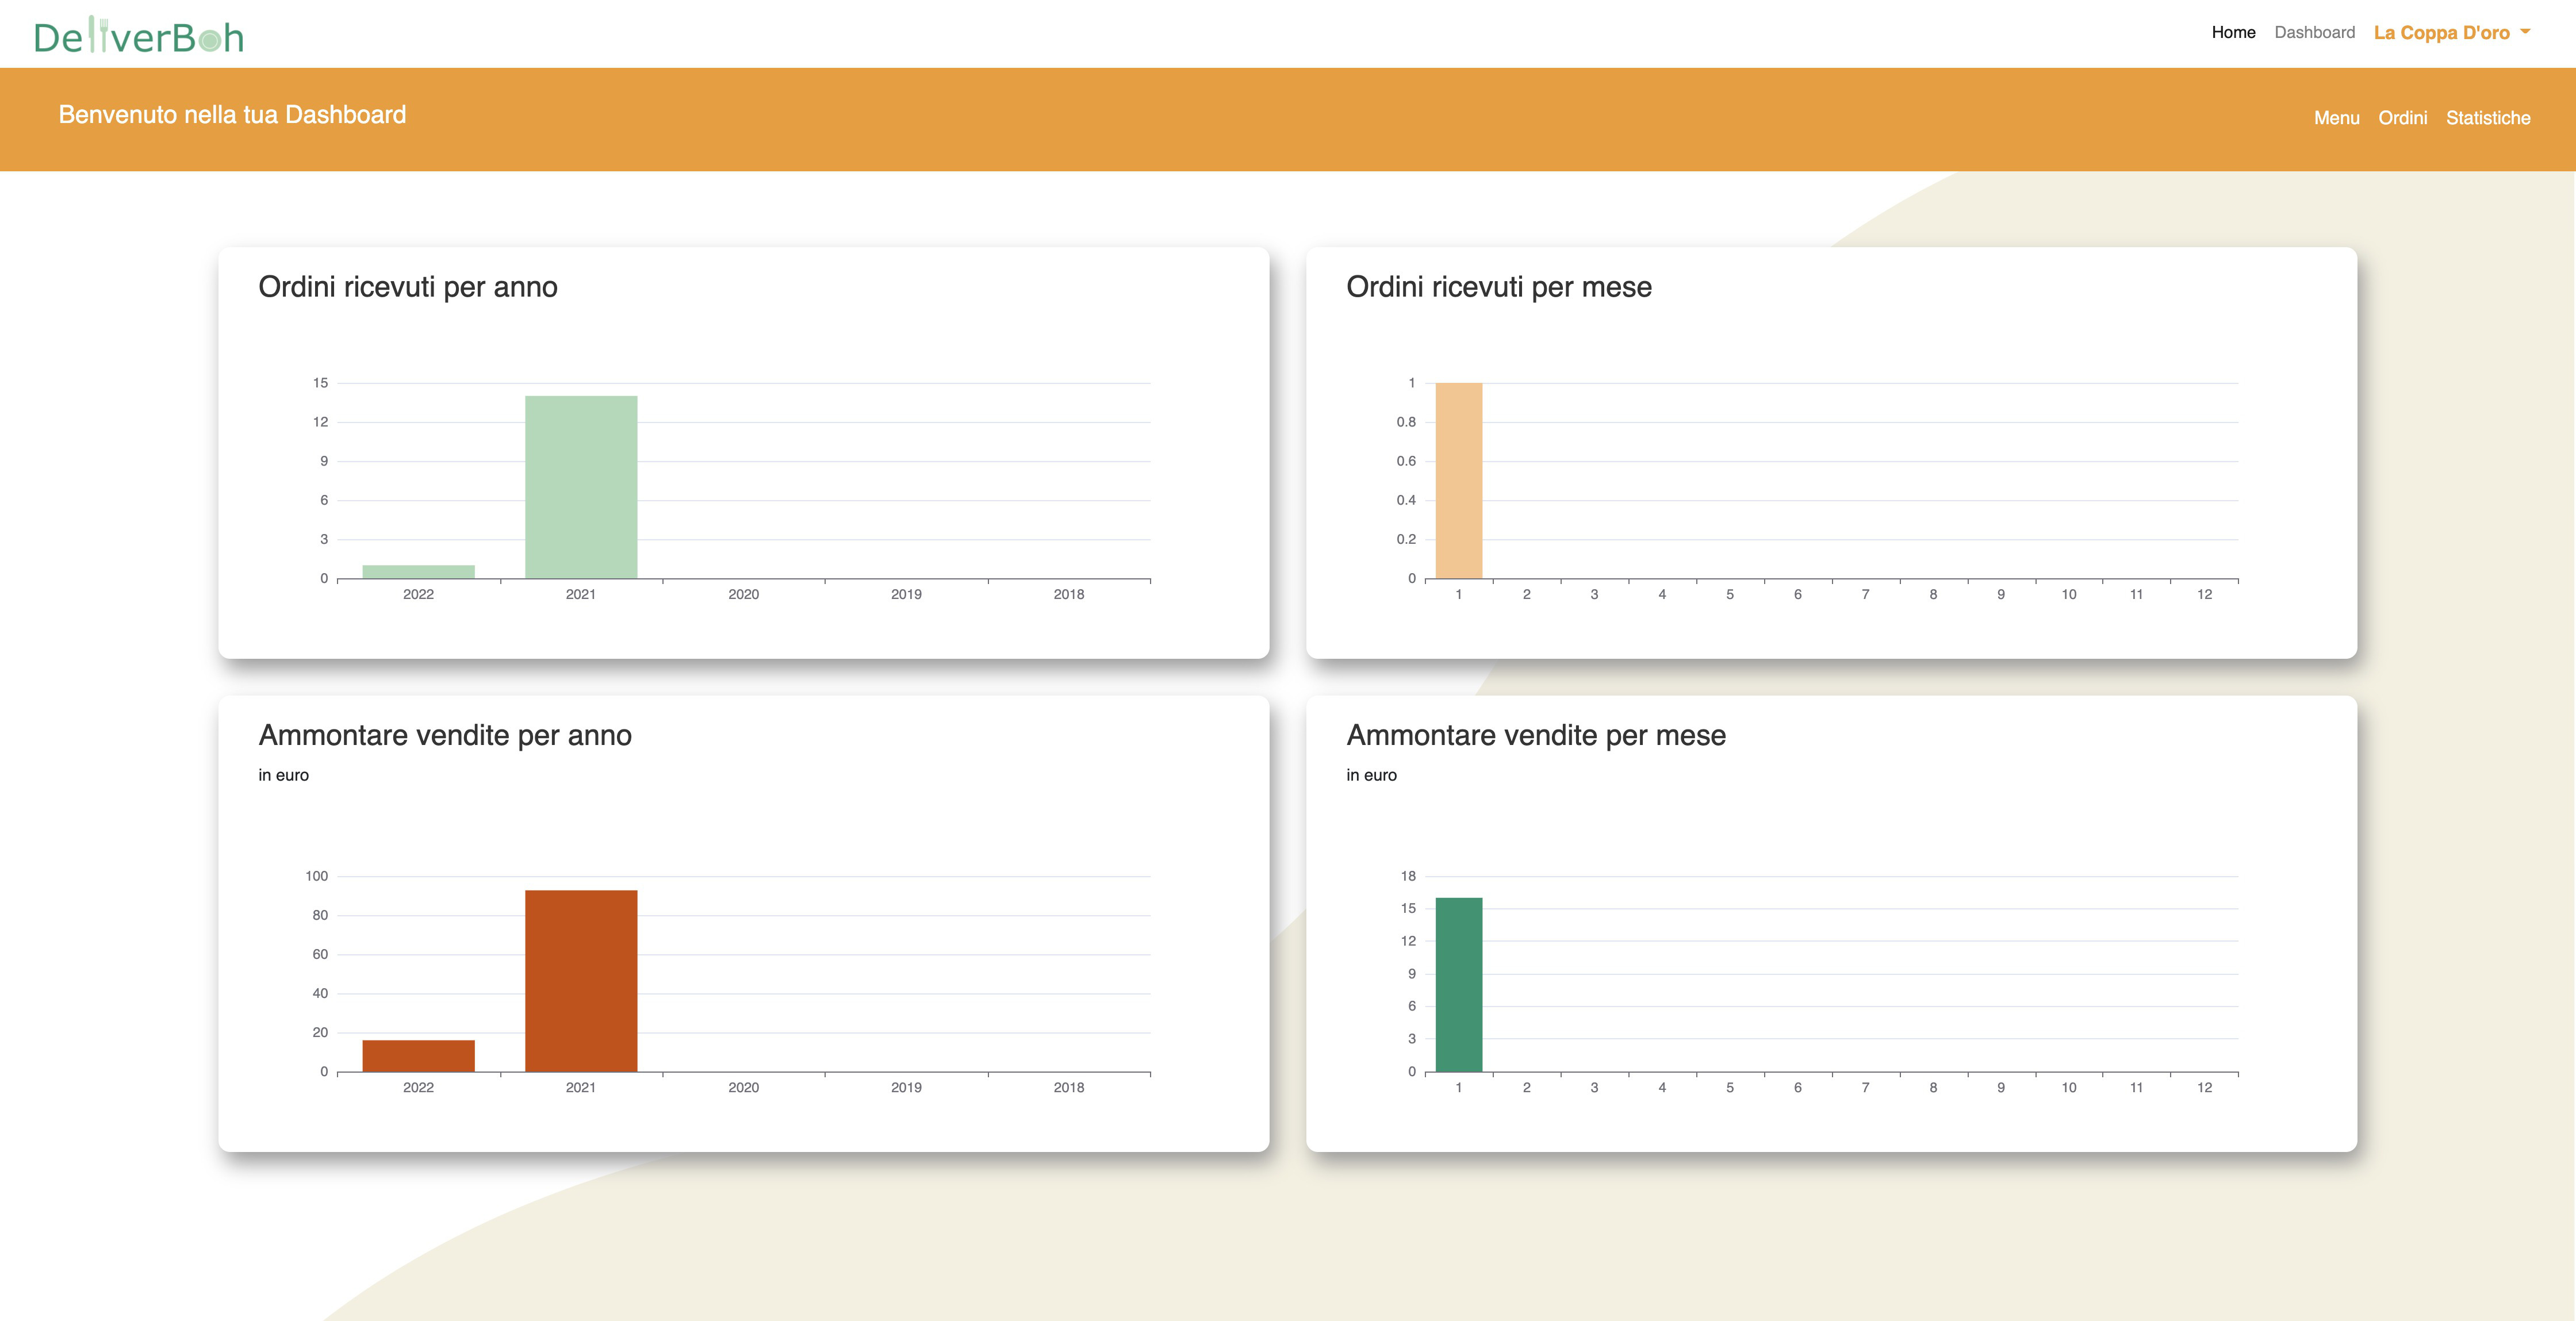 DeliverBoh
Home Dashboard La Coppa D'oro
Benvenuto nella tua Dashboard
Menu Ordini Statistiche
Ordini ricevuti per anno
15
12
9
6
3
0
2022 2021 2020 2019 2018
Ordini ricevuti per mese
1
0.8
0.6
0.4
0.2
0
1 2 3 4 5 6 7 8 9 10 11 12
Ammontare vendite per anno
in euro
100
80
60
40
20
0
2022 2021 2020 2019 2018
Ammontare vendite per mese
in euro
18
15
12
9
6
3
0
1 2 3 4 5 6 7 8 9 10 11 12